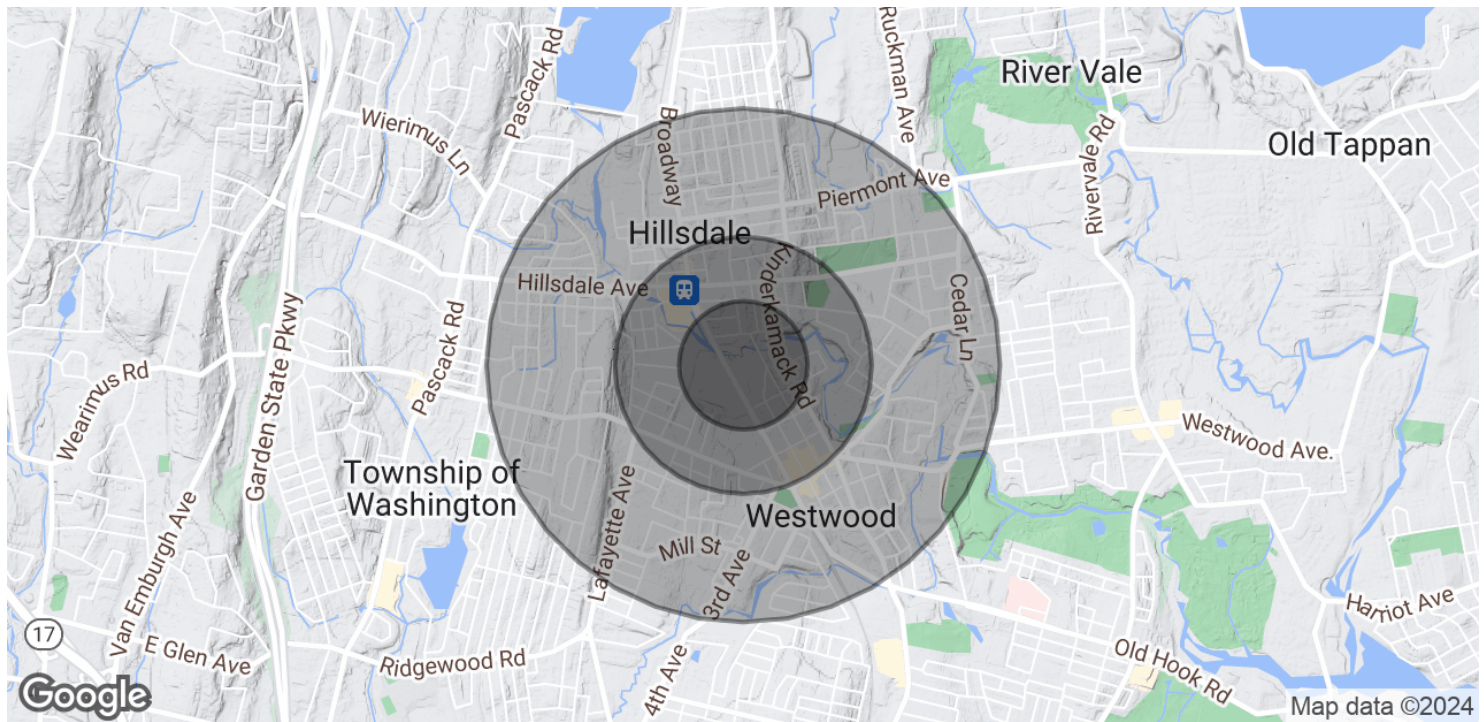 Ruckman Ave
Pascack Rd
River Vale
Wierimus Ln
Broadway
Rivervale Rd
Old Tappan
Piermont Ave
Hillsdale
Kinderkamack Rd
Hillsdale Ave
Cedar Ln
Garden State Pkwy
Pascack Rd
Wearimus Rd
Westwood Ave.
Township of
Washington
Lafayette Ave
Westwood
Mill St
3rd Ave
Van Emburgh Ave
Harriot Ave
17
E Glen Ave
Ridgewood Rd
4th Ave
Old Hook Rd
Google
Map data ©2024